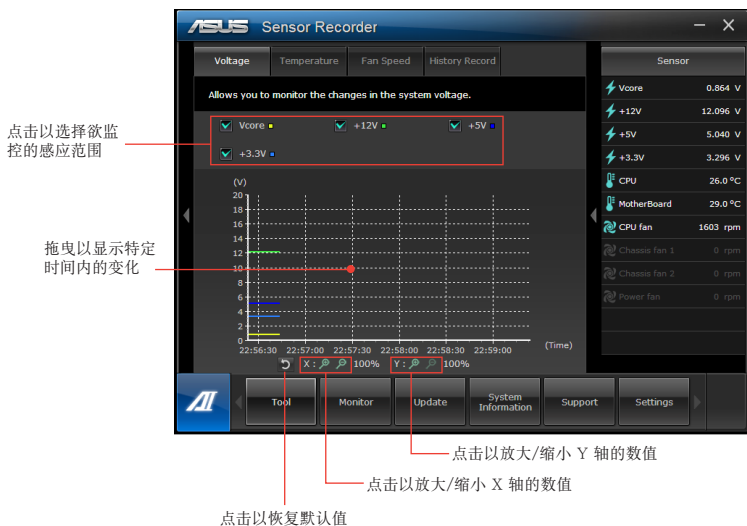 ASUS Sensor Recorder
Voltage Temperature Fan Speed History Record
Allows you to monitor the changes in the system voltage.
Vcore +12V +5V
+3.3V
(V)
20
18
16
14
12
10
8
6
4
2
0
22:56:30 22:57:00 22:57:30 22:58:00 22:58:30 22:59:00
(Time)
X : 100% Y : 100%
Sensor
Vcore 0.864 V
+12V 12.096 V
+5V 5.040 V
+3.3V 3.296 V
CPU 26.0 ºC
MotherBoard 29.0 ºC
CPU fan 1603 rpm
Chassis fan 1 0 rpm
Chassis fan 2 0 rpm
Power fan 0 rpm
AI
Tool
Monitor
Update
System
Information
Support
Settings
点击以选择欲监
控的感应范围
拖曳以显示特定
时间内的变化
点击以放大/缩小 Y 轴的数值
点击以放大/缩小 X 轴的数值
点击以恢复默认值